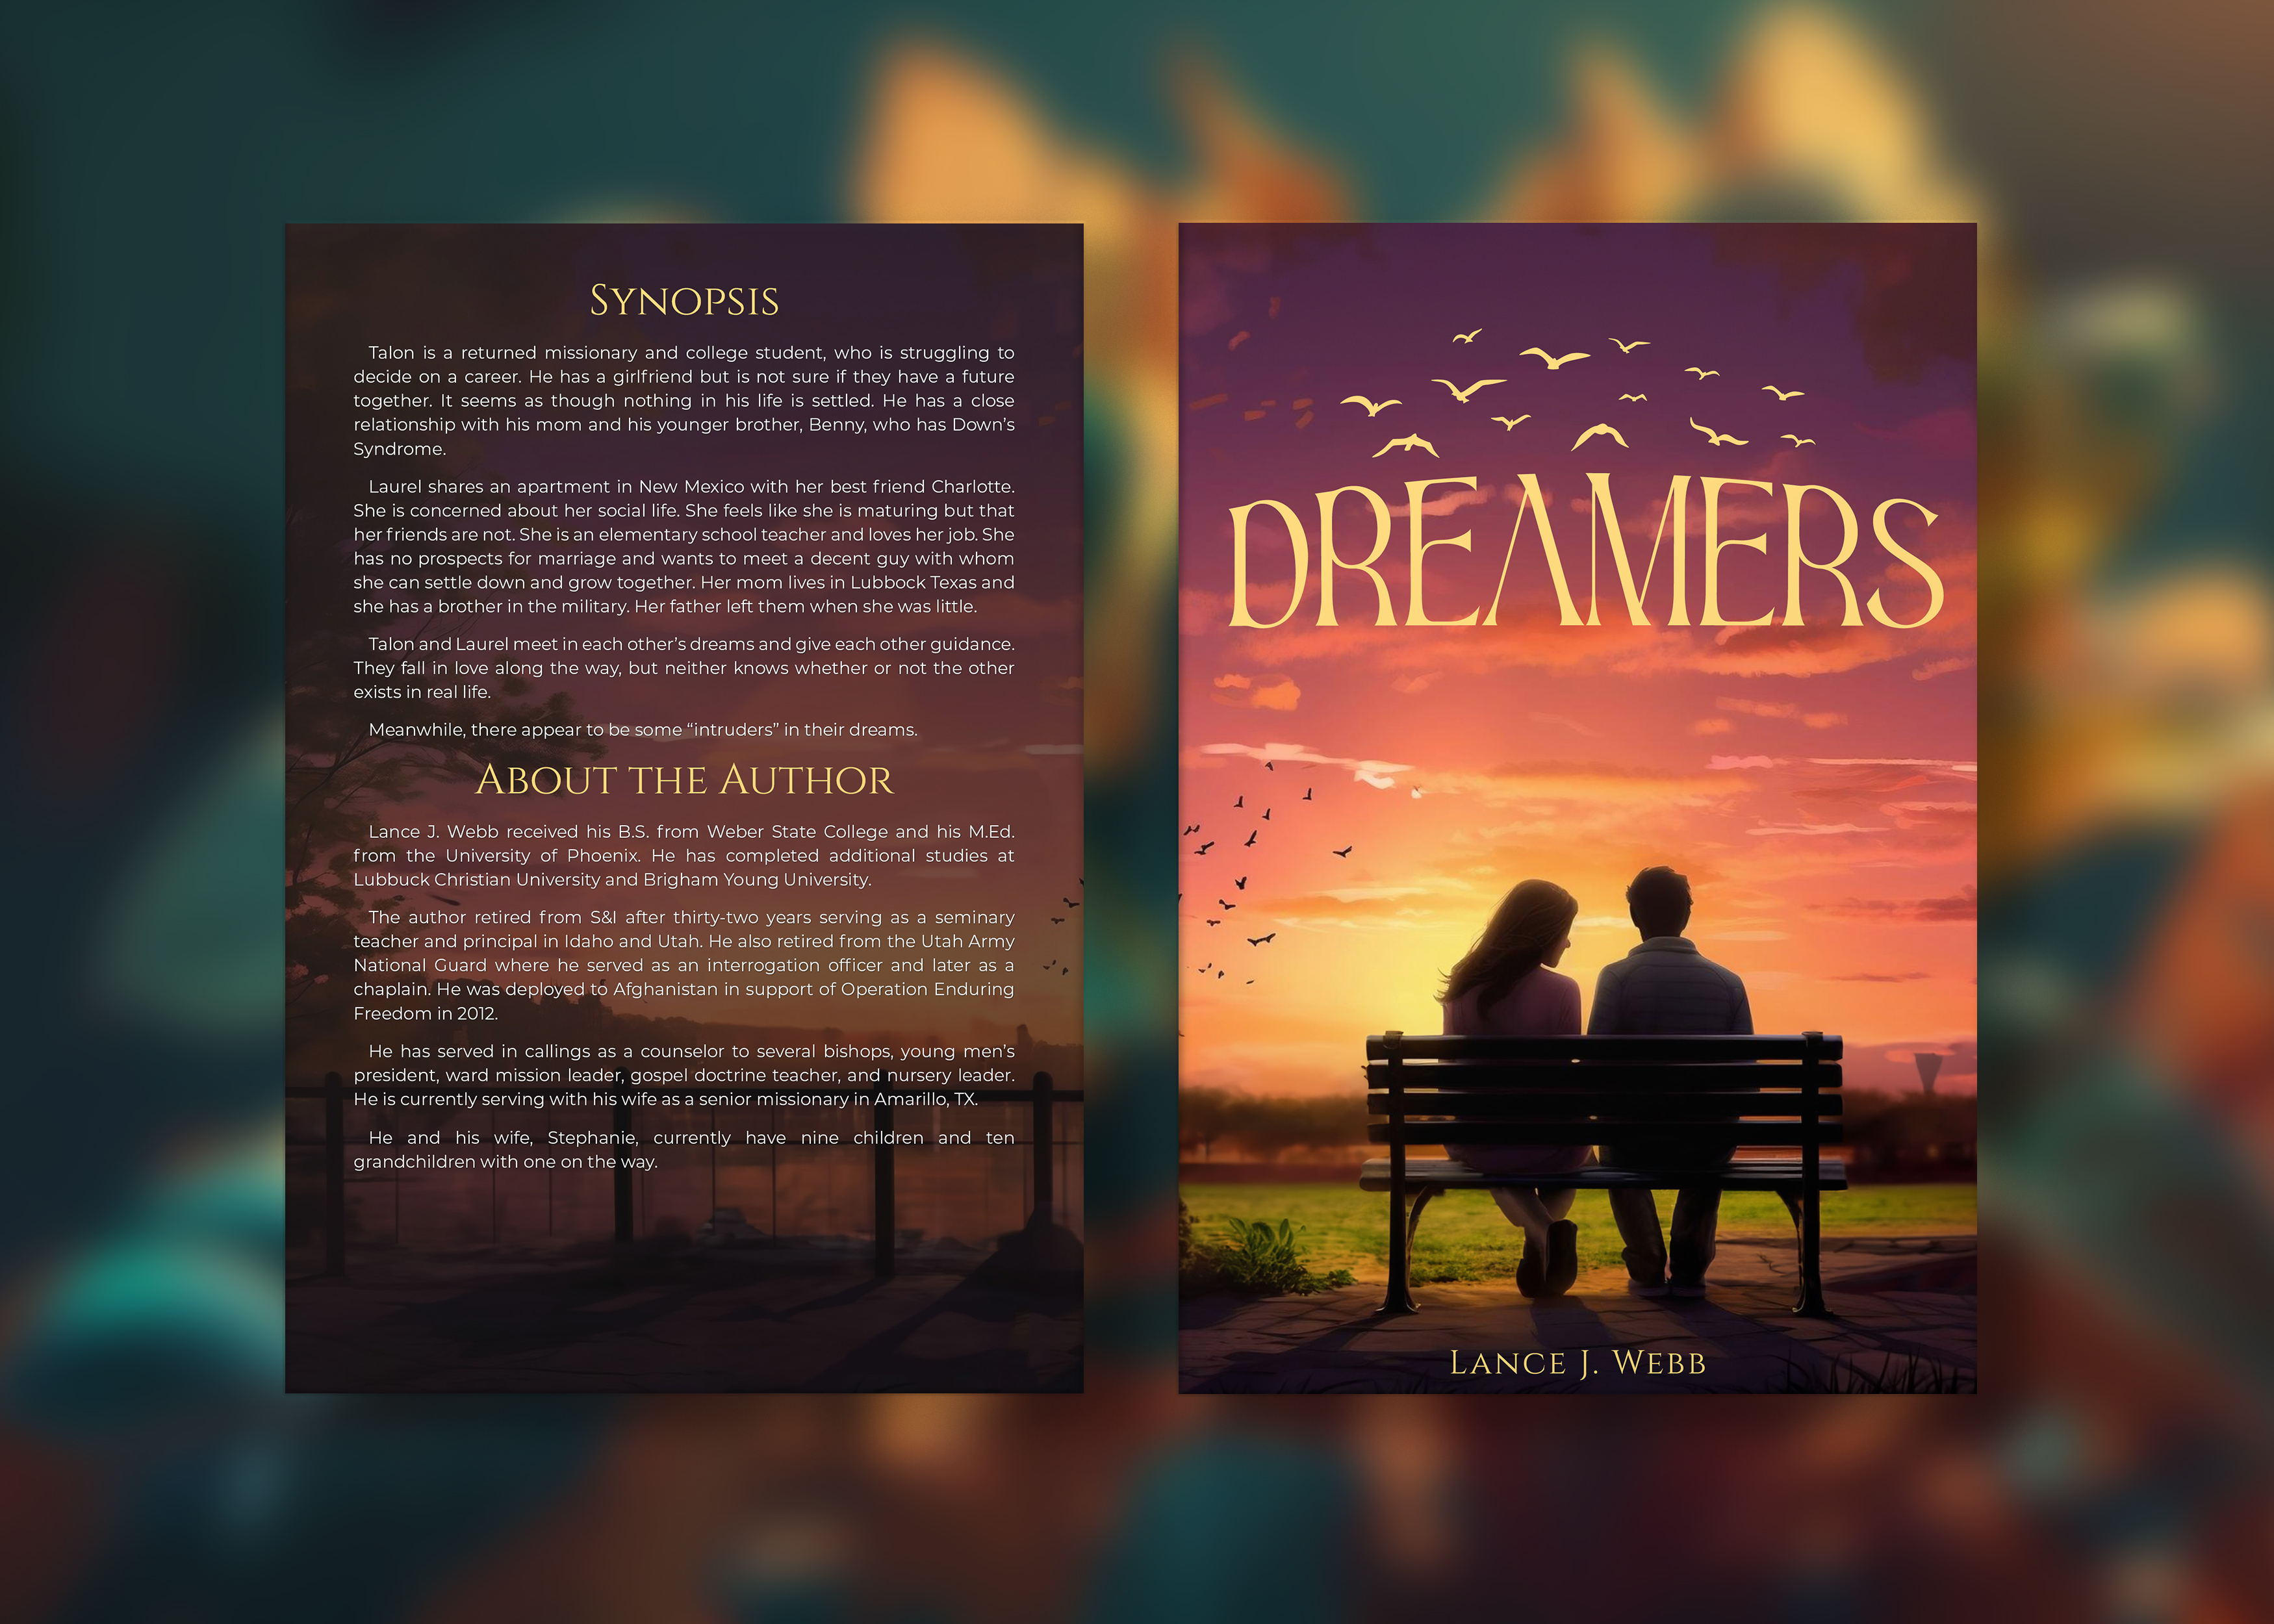 SYNOPSIS
Talon is a returned missionary and college student, who is struggling to
decide on a career. He has a girlfriend but is not sure if they have a future
together. It seems as though nothing in his life is settled. He has a close
relationship with his mom and his younger brother, Benny, who has Down’s
Syndrome.
Laurel shares an apartment in New Mexico with her best friend Charlotte.
She is concerned about her social life. She feels like she is maturing but that
her friends are not. She is an elementary school teacher and loves her job. She
has no prospects for marriage and wants to meet a decent guy with whom
she can settle down and grow together. Her mom lives in Lubbock Texas and
she has a brother in the military. Her father left them when she was little.
Talon and Laurel meet in each other’s dreams and give each other guidance.
They fall in love along the way, but neither knows whether or not the other
exists in real life.
Meanwhile, there appear to be some “intruders” in their dreams.
ABOUT THE AUTHOR
Lance J. Webb received his B.S. from Weber State College and his M.Ed.
from the University of Phoenix. He has completed additional studies at
Lubbuck Christian University and Brigham Young University.
The author retired from S&I after thirty-two years serving as a seminary
teacher and principal in Idaho and Utah. He also retired from the Utah Army
National Guard where he served as an interrogation officer and later as a
chaplain. He was deployed to Afghanistan in support of Operation Enduring
Freedom in 2012.
He has served in callings as a counselor to several bishops, young men’s
president, ward mission leader, gospel doctrine teacher, and nursery leader.
He is currently serving with his wife as a senior missionary in Amarillo, TX.
He and his wife, Stephanie, currently have nine children and ten
grandchildren with one on the way.
DREAMERS
LANCE J. WEBB